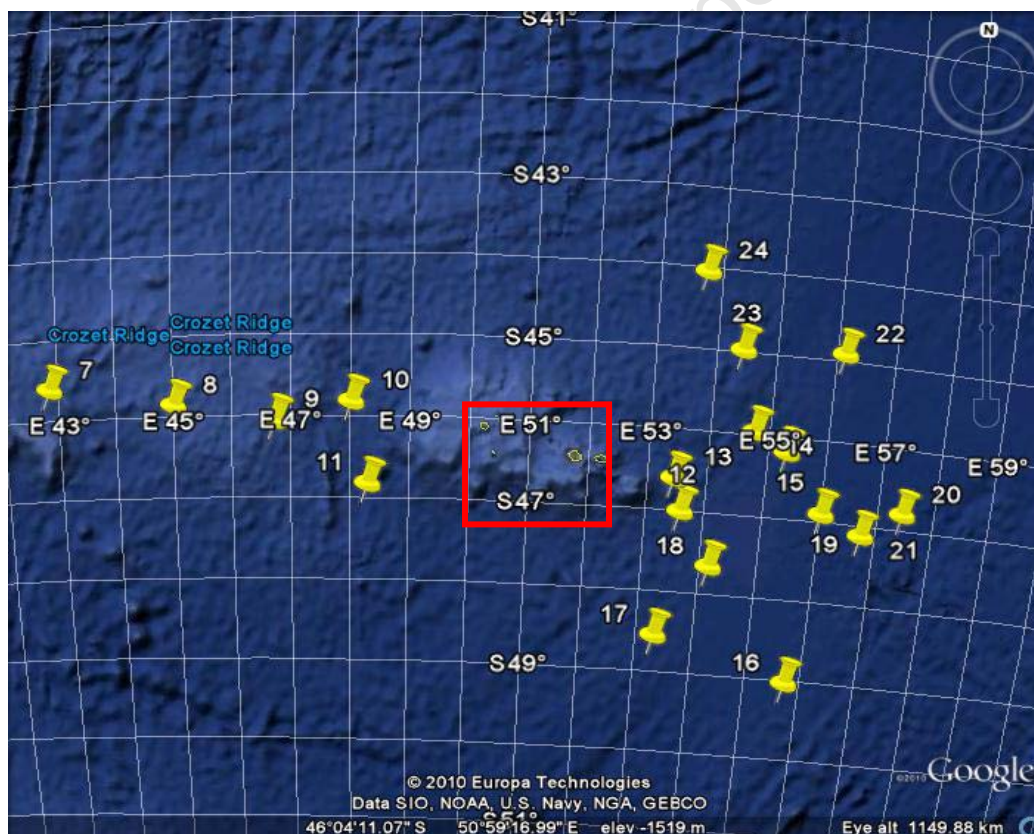 S41°
N
S43°
24
23
22
Crozet Ridge
Crozet Ridge
Crozet Ridge
S45°
7
8
9
10
E 43°
E 45°
E 47°
E 49°
E 51°
E 53°
E 55°
14
E 57°
E 59°
11
13
12
15
S47°
20
19
21
18
17
S49°
16
© 2010 Europa Technologies
Data SIO, NOAA, U.S. Navy, NGA, GEBCO
©2010 Google
S51°
46°04'11.07" S 50°59'16.99" E elev -1519 m Eye alt 1149.88 km